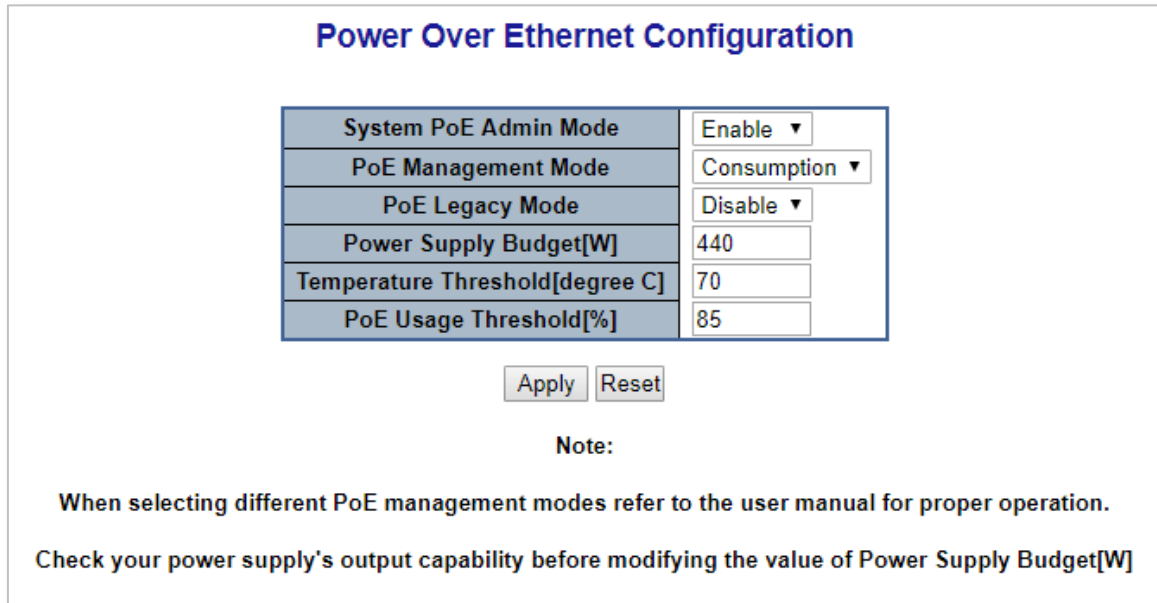 Power Over Ethernet Configuration
System PoE Admin Mode Enable
PoE Management Mode Consumption
PoE Legacy Mode Disable
Power Supply Budget[W] 440
Temperature Threshold[degree C] 70
PoE Usage Threshold[%] 85
Apply Reset
Note:
When selecting different PoE management modes refer to the user manual for proper operation.
Check your power supply's output capability before modifying the value of Power Supply Budget[W]